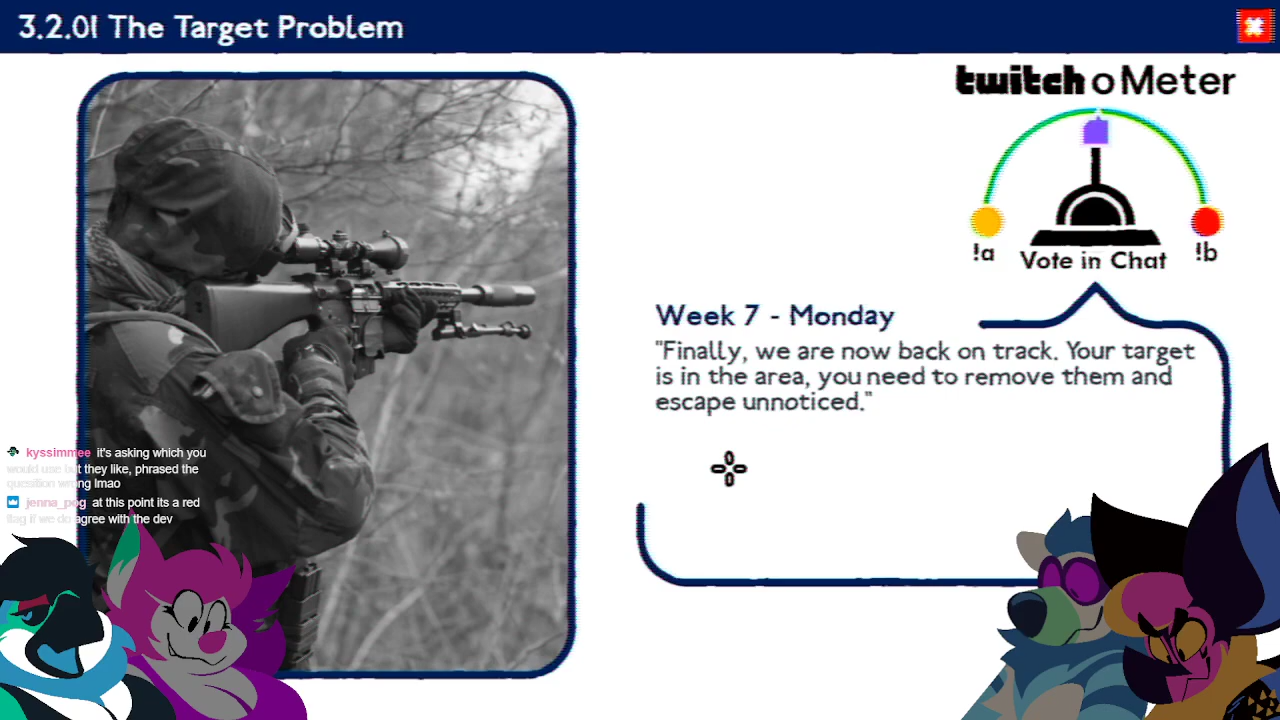 3.2.01 The Target Problem
twitch o Meter
!a
Vote in Chat
!b
Week 7 - Monday
"Finally, we are now back on track. Your target
is in the area, you need to remove them and
escape unnoticed."
kyssimmee it's asking which you
would use but they like, phrased the
quesition wrong lmao
jenna_pog at this point its a red
flag if we do agree with the dev